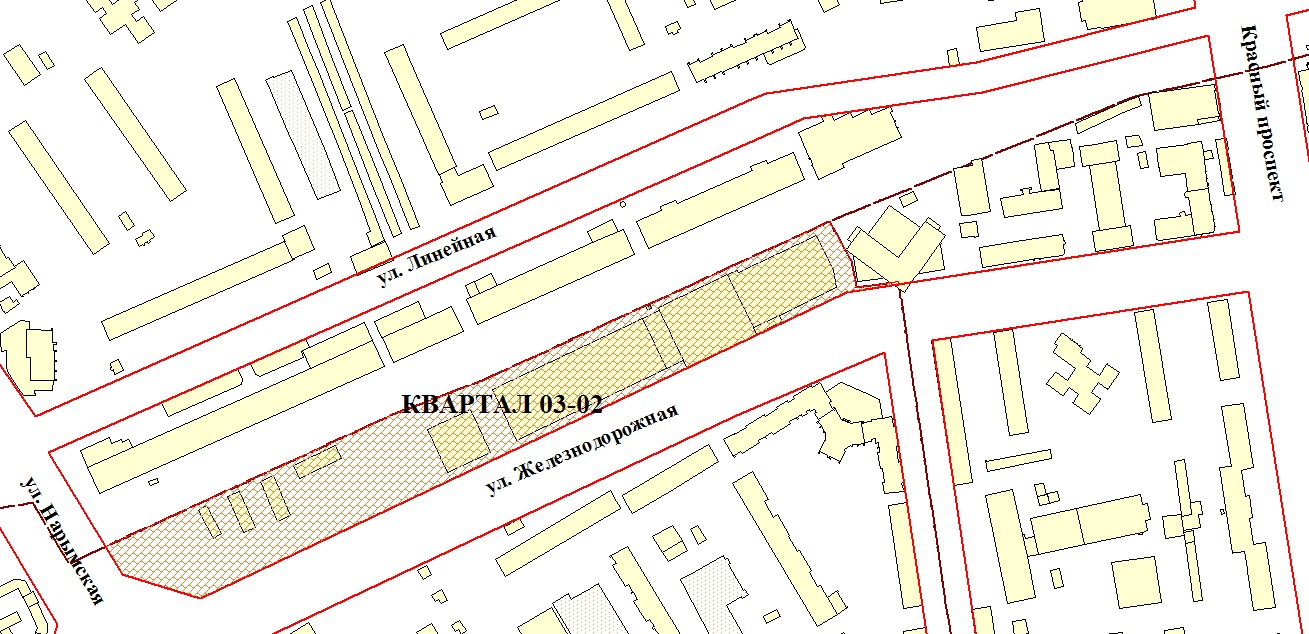 Красный проспект
ул. Линейная
КВАРТАЛ 03-02
ул. Железнодорожная
ул. Нарымская